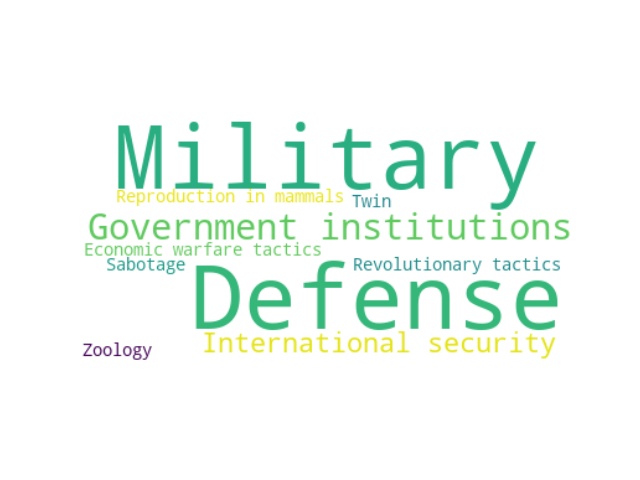 Military
Reproduction in mammals
Twin
Government institutions
Economic warfare tactics
Sabotage
Revolutionary tactics
Defense
International security
Zoology